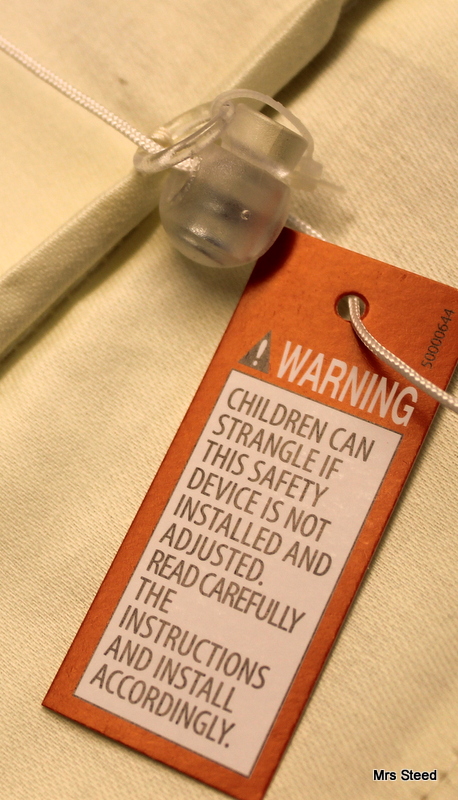 50000644
WARNING
CHILDREN CAN
STRANGLE IF
THIS SAFETY
DEVICE IS NOT
INSTALLED AND
ADJUSTED.
READ CAREFULLY
THE
INSTRUCTIONS
AND INSTALL
ACCORDINGLY.
Mrs Steed